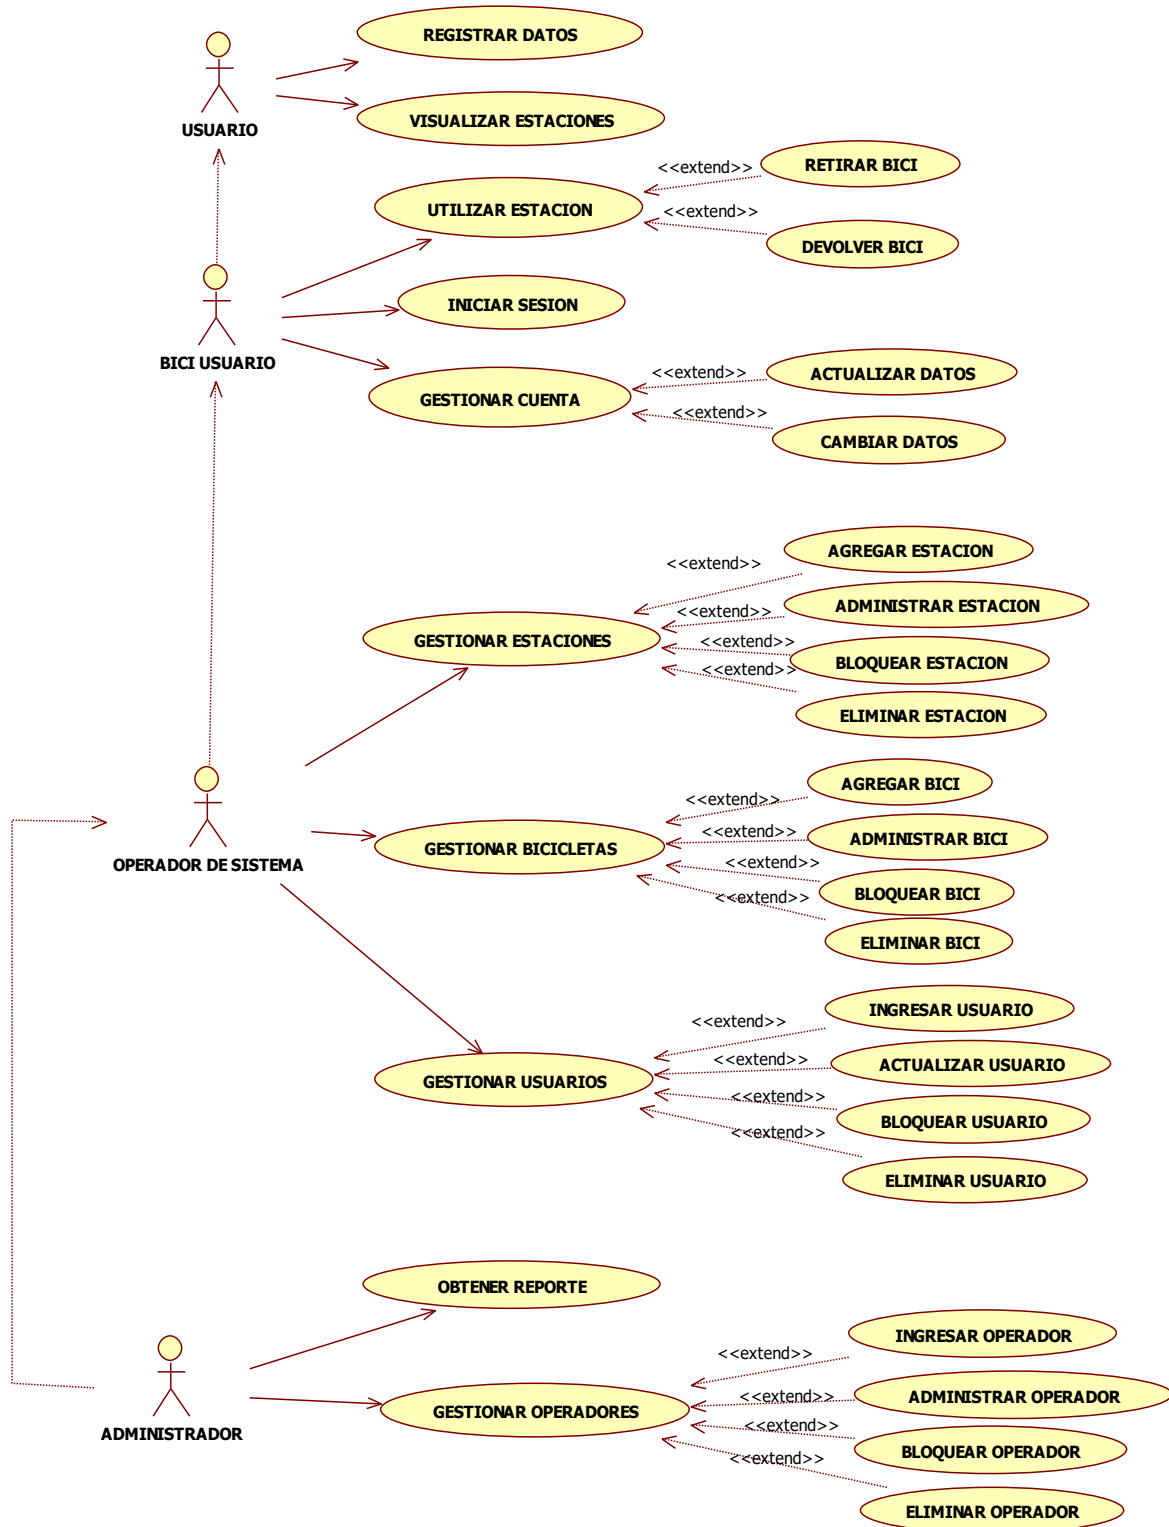 REGISTRAR DATOS
VISUALIZAR ESTACIONES
USUARIO
<<extend>>
RETIRAR BICI
UTILIZAR ESTACION
<<extend>>
DEVOLVER BICI
INICIAR SESION
BICI USUARIO
<<extend>>
ACTUALIZAR DATOS
GESTIONAR CUENTA
<<extend>>
CAMBIAR DATOS
AGREGAR ESTACION
<<extend>>
ADMINISTRAR ESTACION
<<extend>>
GESTIONAR ESTACIONES
<<extend>>
BLOQUEAR ESTACION
<<extend>>
ELIMINAR ESTACION
AGREGAR BICI
<<extend>>
<<extend>>
ADMINISTRAR BICI
GESTIONAR BICICLETAS
OPERADOR DE SISTEMA
<<extend>>
BLOQUEAR BICI
<<extend>>
ELIMINAR BICI
INGRESAR USUARIO
<<extend>>
<<extend>>
ACTUALIZAR USUARIO
GESTIONAR USUARIOS
<<extend>>
BLOQUEAR USUARIO
<<extend>>
ELIMINAR USUARIO
OBTENER REPORTE
INGRESAR OPERADOR
<<extend>>
<<extend>>
ADMINISTRAR OPERADOR
GESTIONAR OPERADORES
<<extend>>
ADMINISTRADOR
BLOQUEAR OPERADOR
<<extend>>
ELIMINAR OPERADOR